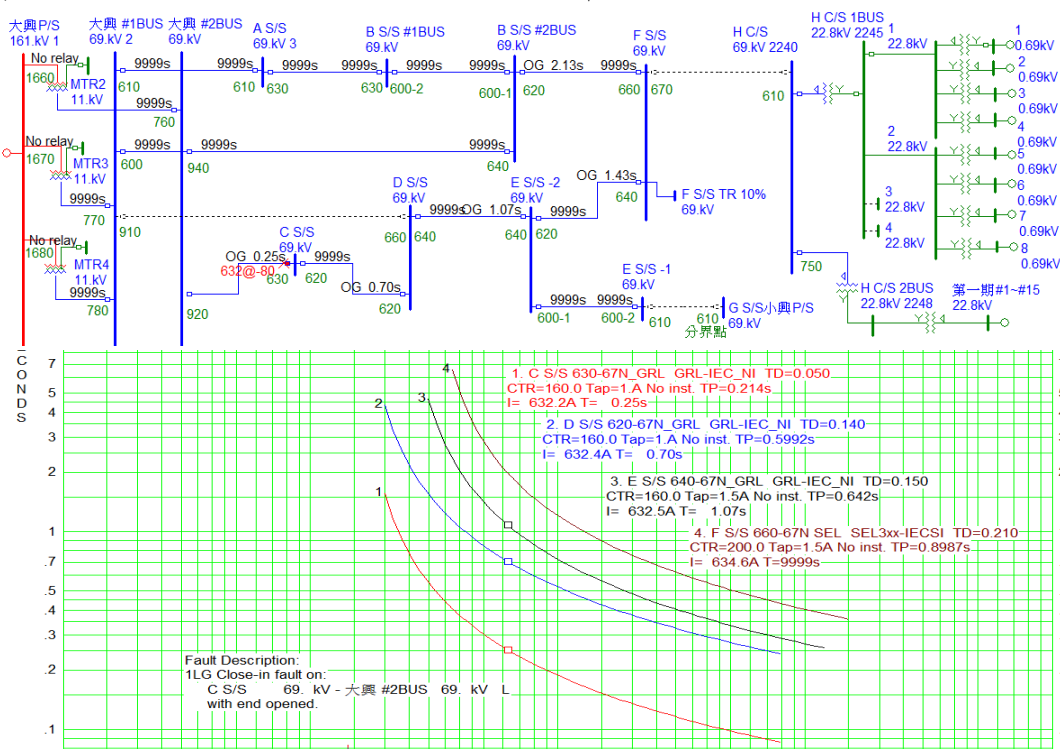 大興P/S
161.kV 1
大興 #1BUS
69.kV 2
大興 #2BUS
69.kV
A S/S
69.kV 3
B S/S #1BUS
69.kV
B S/S #2BUS
69.kV
F S/S
69.kV
H C/S
69.kV 2240
H C/S 1BUS
22.8kV 2245
No relay
1660
MTR2
11.kV
610
9999s
760
9999s
610
630
9999s
9999s
630
600-2
9999s
600-1
OG 2.13s
620
9999s
660
670
610
1
22.8kV
1
0.69kV
2
0.69kV
3
0.69kV
4
0.69kV
5
0.69kV
6
0.69kV
7
0.69kV
8
0.69kV
2
22.8kV
3
22.8kV
4
22.8kV
No relay
1670
MTR3
11.kV
9999s
770
600
9999s
9999s
940
9999s
640
910
OG 1.43s
640
F S/S TR 10%
69.kV
D S/S
69.kV
660
640
9999s
OG 1.07s
640
E S/S -2
69.kV
620
9999s
No relay
1680
MTR4
11.kV
9999s
780
920
C S/S
69.kV
OG 0.25s
632@-80
630
9999s
620
OG 0.70s
620
E S/S -1
69.kV
9999s
600-1
9999s
600-2
610
610
分界點
G S/S小興P/S
69.kV
750
H C/S 2BUS
22.8kV 2248
第一期#1~#15
22.8kV
C
O
N
D
S
7
5
4
3
2
1
.7
.5
.4
.3
.2
.1
1
2
3
4
1. C S/S 630-67N_GRL GRL-IEC_NI TD=0.050
CTR=160.0 Tap=1.A No inst. TP=0.214s
I= 632.2A T= 0.25s
2. D S/S 620-67N_GRL GRL-IEC_NI TD=0.140
CTR=160.0 Tap=1.A No inst. TP=0.5992s
I= 632.4A T= 0.70s
3. E S/S 640-67N_GRL GRL-IEC_NI TD=0.150
CTR=160.0 Tap=1.5A No inst. TP=0.642s
I= 632.5A T= 1.07s
4. F S/S 660-67N SEL SEL3xx-IECSI TD=0.210
CTR=200.0 Tap=1.5A No inst. TP=0.8987s
I= 634.6A T=9999s
Fault Description:
1LG Close-in fault on:
C S/S 69. kV - 大興 #2BUS 69. kV L
with end opened.